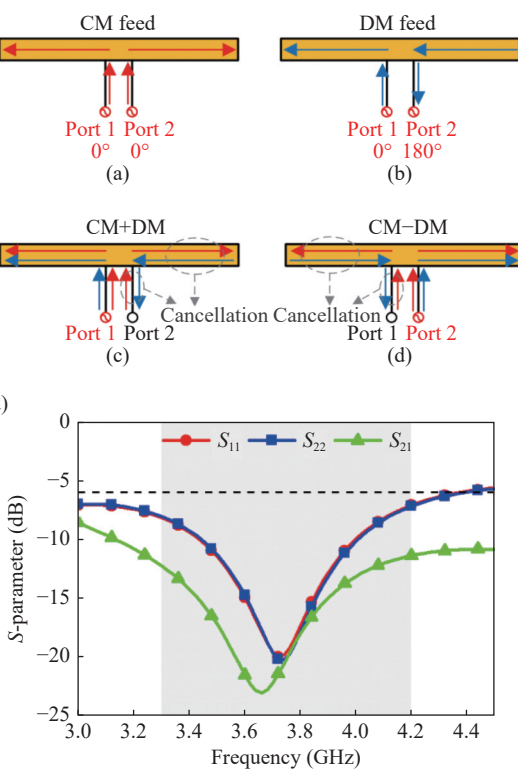 CM feed DM feed
Port 1 Port 2 Port 1 Port 2
0° 0° 0° 180°
(a) (b)
CM+DM CM−DM
Cancellation Cancellation
Port 1 Port 2 Port 1 Port 2
(c) (d)
)
0
S11 S22 S21
−5
−10
−15
−20
−25
S-parameter (dB)
3.0 3.2 3.4 3.6 3.8 4.0 4.2 4.4
Frequency (GHz)